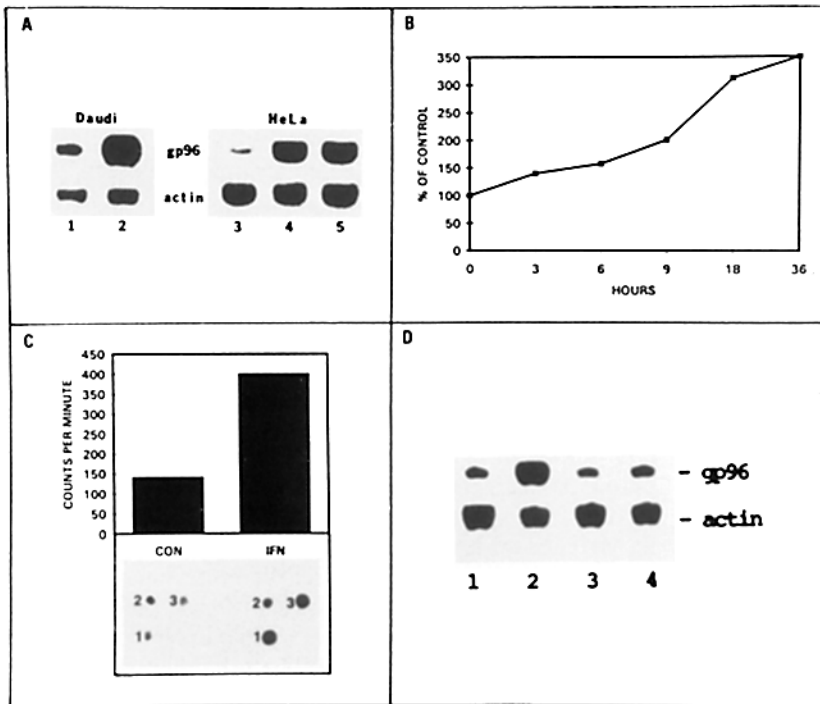 A
Daudi HeLa
gp96
actin
1 2 3 4 5
B
350
300
250
200
150
100
50
0
% OF CONTROL
0 3 6 9 18 36
HOURS
C
450
400
350
300
250
200
150
100
50
0
COUNTS PER MINUTE
CON IFN
2 3 2 3
1 1
D
- gp96
- actin
1 2 3 4